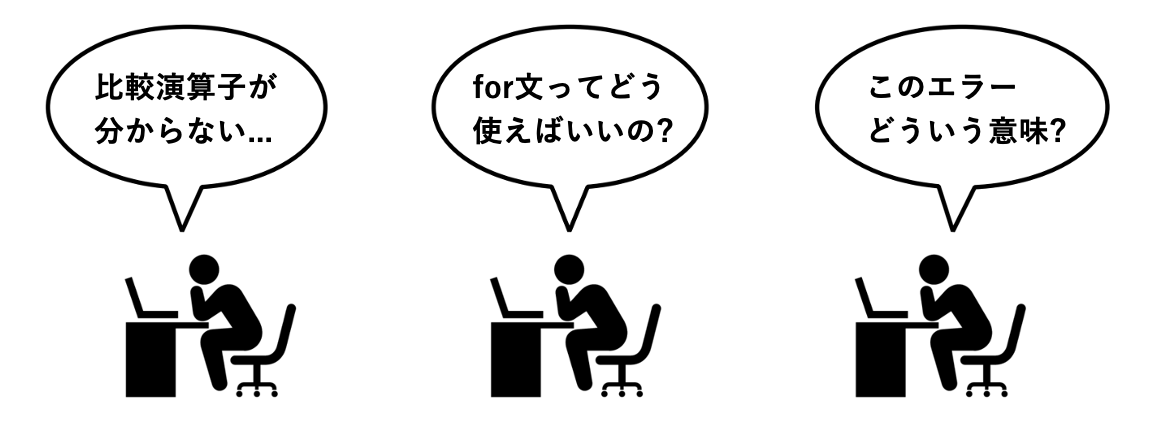 比較演算子が
分からない...
for文ってどう
使えばいいの?
このエラー
どういう意味?